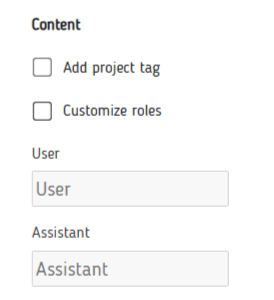 Content
Add project tag
Customize roles
User
User
Assistant
Assistant